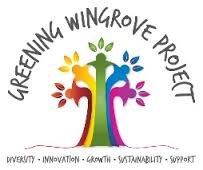 GREENING WINGROVE PROJECT
DIVERSITY • INNOVATION • GROWTH • SUSTAINABILITY • SUPPORT